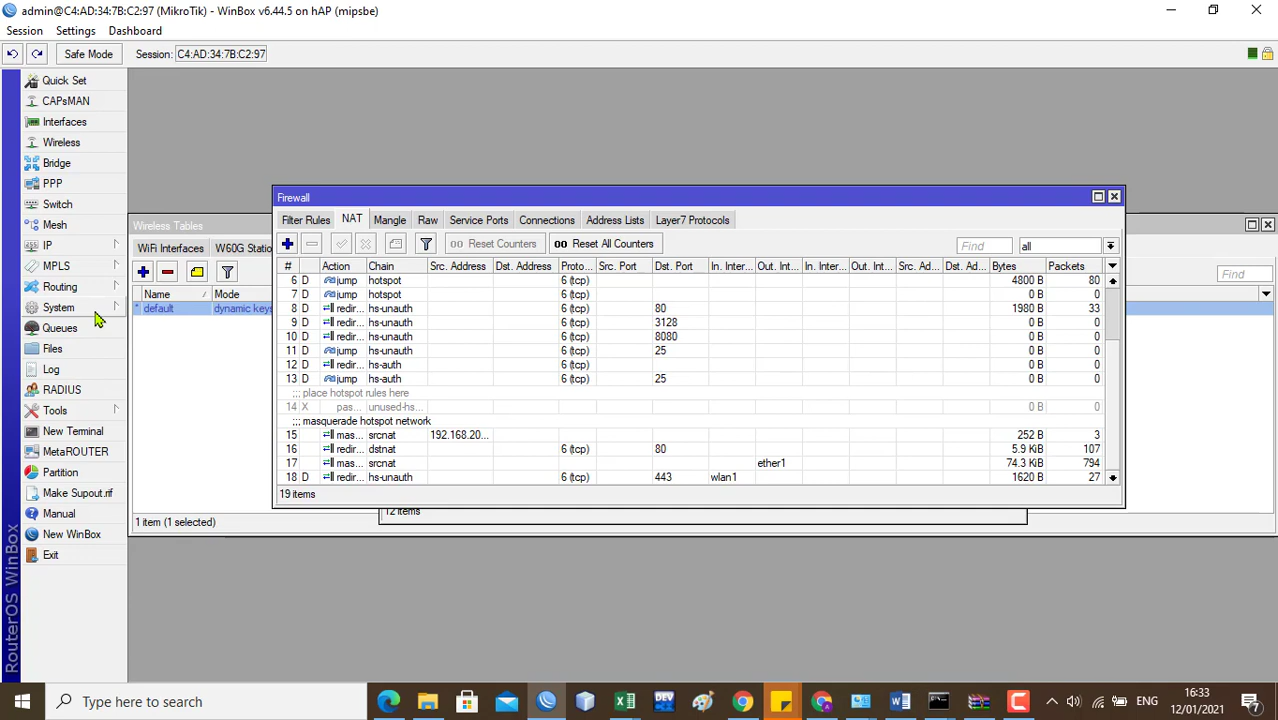 admin@C4:AD:34:7B:C2:97 (MikroTik) - WinBox v6.44.5 on hAP (mipsbe)
Session Settings Dashboard
Safe Mode Session: C4:AD:34:7B:C2:97
Quick Set
CAPsMAN
Interfaces
Wireless
Bridge
PPP
Switch
Mesh
IP
MPLS
Routing
System
Queues
Files
Log
RADIUS
Tools
New Terminal
MetaROUTER
Partition
Make Supout.rif
Manual
New WinBox
Exit
RouterOS WinBox
Wireless Tables
WiFi Interfaces W60G Statio
Find
Name Mode
* default dynamic keys
1 item (1 selected)
12 items
Firewall
Filter Rules NAT Mangle Raw Service Ports Connections Address Lists Layer7 Protocols
00 Reset Counters 00 Reset All Counters Find all
# Action Chain Src. Address Dst. Address Proto... Src. Port Dst. Port In. Inter... Out. Int... In. Inter... Out. Int... Src. Ad... Dst. Ad... Bytes Packets
6 D jump hotspot 6 (tcp) 4800 B 80
7 D jump hotspot 6 (tcp) 0 B 0
8 D redir... hs-unauth 6 (tcp) 80 1980 B 33
9 D redir... hs-unauth 6 (tcp) 3128 0 B 0
10 D redir... hs-unauth 6 (tcp) 8080 0 B 0
11 D jump hs-unauth 6 (tcp) 25 0 B 0
12 D redir... hs-auth 6 (tcp) 0 B 0
13 D jump hs-auth 6 (tcp) 25 0 B 0
;;; place hotspot rules here
14 X pas... unused-hs... 0 B 0
;;; masquerade hotspot network
15 mas... srcnat 192.168.20... 252 B 3
16 redir... dstnat 6 (tcp) 80 5.9 KiB 107
17 mas... srcnat ether1 74.3 KiB 794
18 D redir... hs-unauth 6 (tcp) 443 wlan1 1620 B 27
19 items
Type here to search
DEV
ENG
16:33
12/01/2021
7